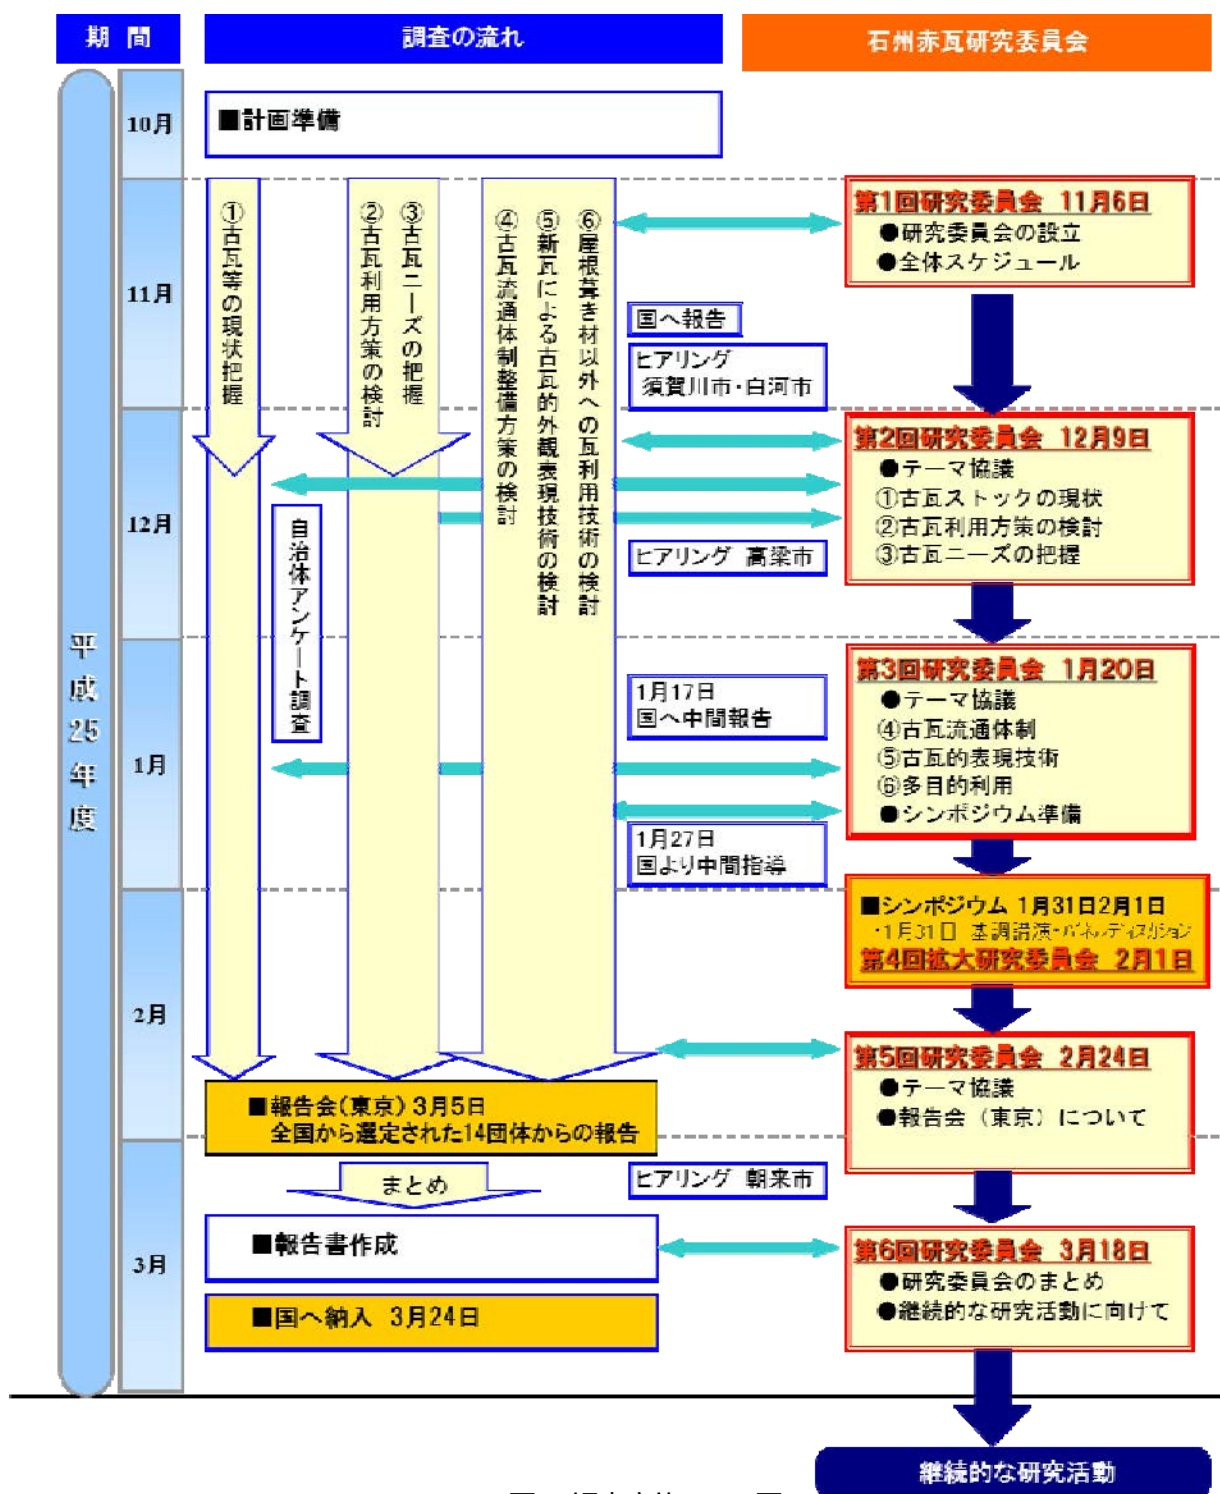 期 間
調査の流れ
石州赤瓦研究委員会
平成25年度
10月
11月
12月
1月
2月
3月
■計画準備
①古瓦等の現状把握
②古瓦利用方策の検討
③古瓦ニーズの把握
④古瓦流通体制整備方策の検討
⑤新瓦による古瓦的外観表現技術の検討
⑥屋根葺き材以外への瓦利用技術の検討
自治体アンケート調査
国へ報告
ヒアリング
須賀川市・白河市
ヒアリング 高梁市
1月17日
国へ中間報告
1月27日
国より中間指導
■報告会(東京) 3月5日
全国から選定された14団体からの報告
まとめ
ヒアリング 朝来市
■報告書作成
■国へ納入 3月24日
第1回研究委員会 11月6日
●研究委員会の設立
●全体スケジュール
第2回研究委員会 12月9日
●テーマ協議
①古瓦ストックの現状
②古瓦利用方策の検討
③古瓦ニーズの把握
第3回研究委員会 1月20日
●テーマ協議
④古瓦流通体制
⑤古瓦的表現技術
⑥多目的利用
●シンポジウム準備
■シンポジウム 1月31日2月1日
・1月31日 基調講演・パネルディスカション
第4回拡大研究委員会 2月1日
第5回研究委員会 2月24日
●テーマ協議
●報告会(東京)について
第6回研究委員会 3月18日
●研究委員会のまとめ
●継続的な研究活動に向けて
継続的な研究活動